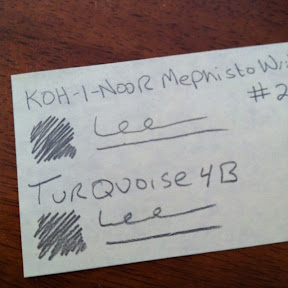 KOH-I-NOOR Mephisto
#2
Lee
TURQUOISE 4B
Lee